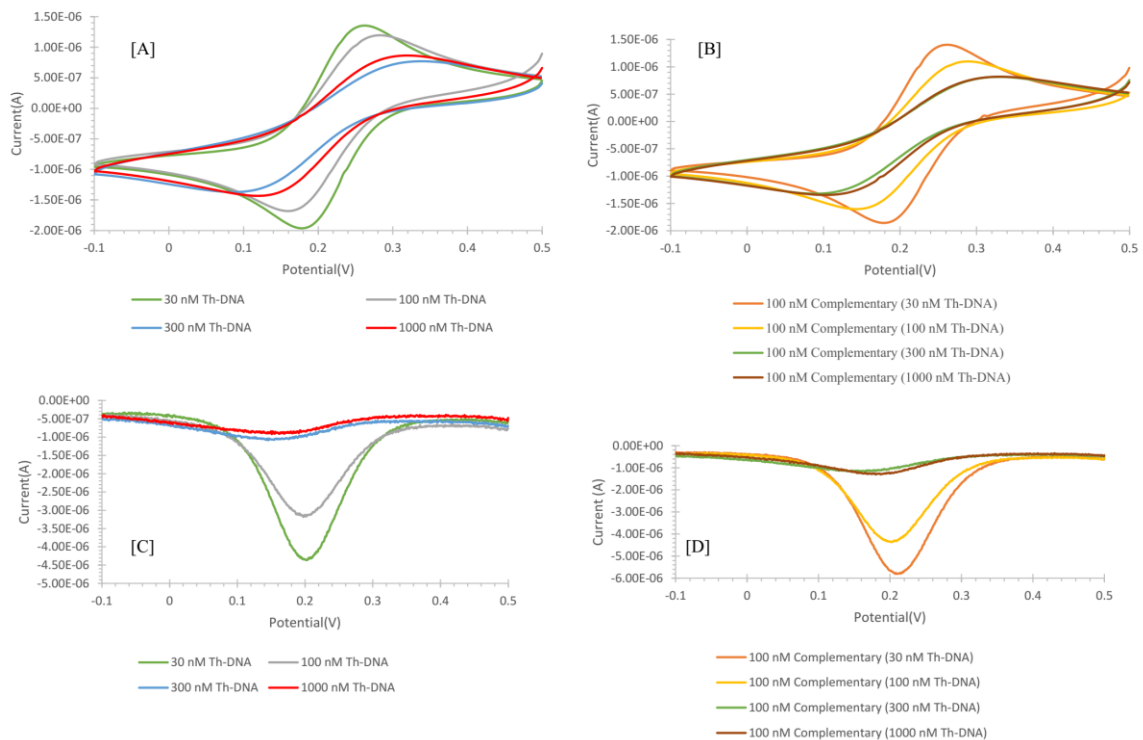 [A]
1.50E-06
1.00E-06
5.00E-07
0.00E+00
-5.00E-07
-1.00E-06
-1.50E-06
-2.00E-06
Current(A)
-0.1 0 0.1 0.2 0.3 0.4 0.5
Potential(V)
30 nM Th-DNA 100 nM Th-DNA
300 nM Th-DNA 1000 nM Th-DNA
[B]
1.50E-06
1.00E-06
5.00E-07
0.00E+00
-5.00E-07
-1.00E-06
-1.50E-06
-2.00E-06
Current(A)
-0.1 0 0.1 0.2 0.3 0.4 0.5
Potential(V)
100 nM Complementary (30 nM Th-DNA)
100 nM Complementary (100 nM Th-DNA)
100 nM Complementary (300 nM Th-DNA)
100 nM Complementary (1000 nM Th-DNA)
0.00E+00
-5.00E-07
-1.00E-06
-1.50E-06
-2.00E-06
-2.50E-06
-3.00E-06
-3.50E-06
-4.00E-06
-4.50E-06
-5.00E-06
Current(A)
[C]
-0.1 0 0.1 0.2 0.3 0.4 0.5
Potential(V)
30 nM Th-DNA 100 nM Th-DNA
300 nM Th-DNA 1000 nM Th-DNA
0.00E+00
-1.00E-06
-2.00E-06
-3.00E-06
-4.00E-06
-5.00E-06
-6.00E-06
Current (A)
[D]
-0.1 0 0.1 0.2 0.3 0.4 0.5
Potential(V)
100 nM Complementary (30 nM Th-DNA)
100 nM Complementary (100 nM Th-DNA)
100 nM Complementary (300 nM Th-DNA)
100 nM Complementary (1000 nM Th-DNA)